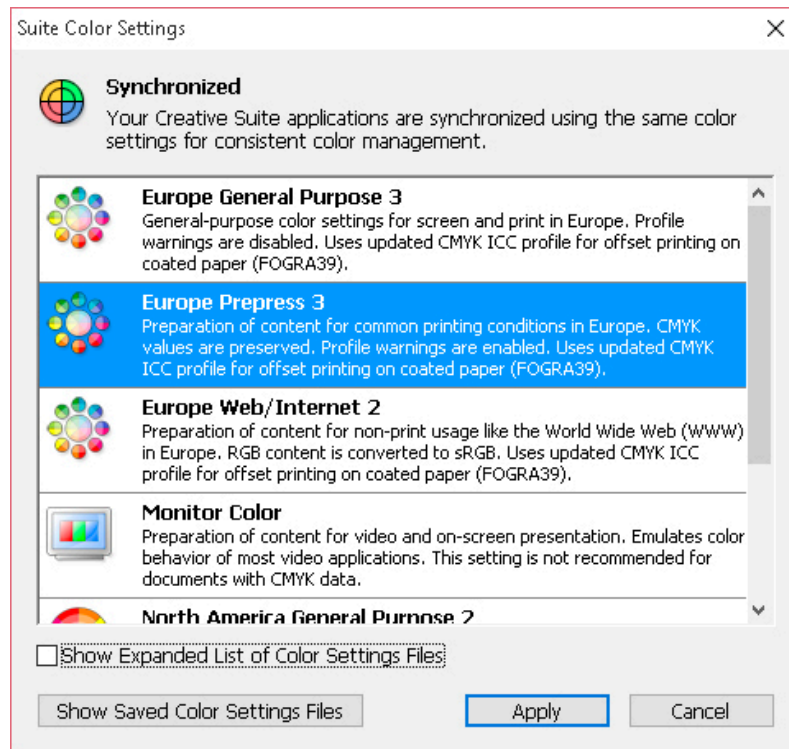 Suite Color Settings
Synchronized
Your Creative Suite applications are synchronized using the same color
settings for consistent color management.
Europe General Purpose 3
General-purpose color settings for screen and print in Europe. Profile
warnings are disabled. Uses updated CMYK ICC profile for offset printing on
coated paper (FOGRA39).
Europe Prepress 3
Preparation of content for common printing conditions in Europe. CMYK
values are preserved. Profile warnings are enabled. Uses updated CMYK
ICC profile for offset printing on coated paper (FOGRA39).
Europe Web/Internet 2
Preparation of content for non-print usage like the World Wide Web (WWW)
in Europe. RGB content is converted to sRGB. Uses updated CMYK ICC
profile for offset printing on coated paper (FOGRA39).
Monitor Color
Preparation of content for video and on-screen presentation. Emulates color
behavior of most video applications. This setting is not recommended for
documents with CMYK data.
North America General Purpose 2
Show Expanded List of Color Settings Files
Show Saved Color Settings Files
Apply
Cancel